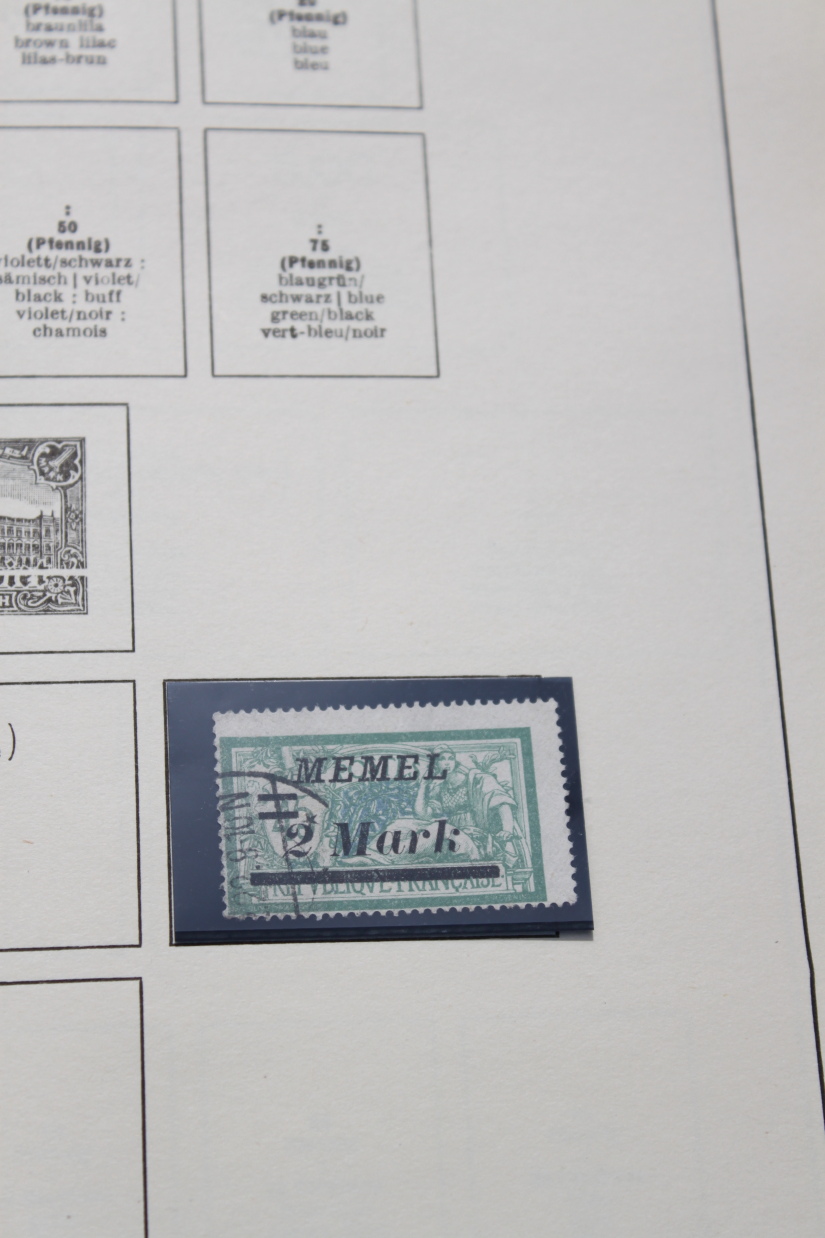 (Pfennig)
braunlila
brown lilac
lilas-brun
(Pfennig)
blau
blue
bleu
:
50
(Pfennig)
violett/schwarz :
sämisch | violet/
black : buff
violet/noir :
chamois
:
75
(Pfennig)
blaugrün/
schwarz | blue
green/black
vert-bleu/noir
)
MEMEL
2 Mark
REPUBLIQUE FRANÇAISE